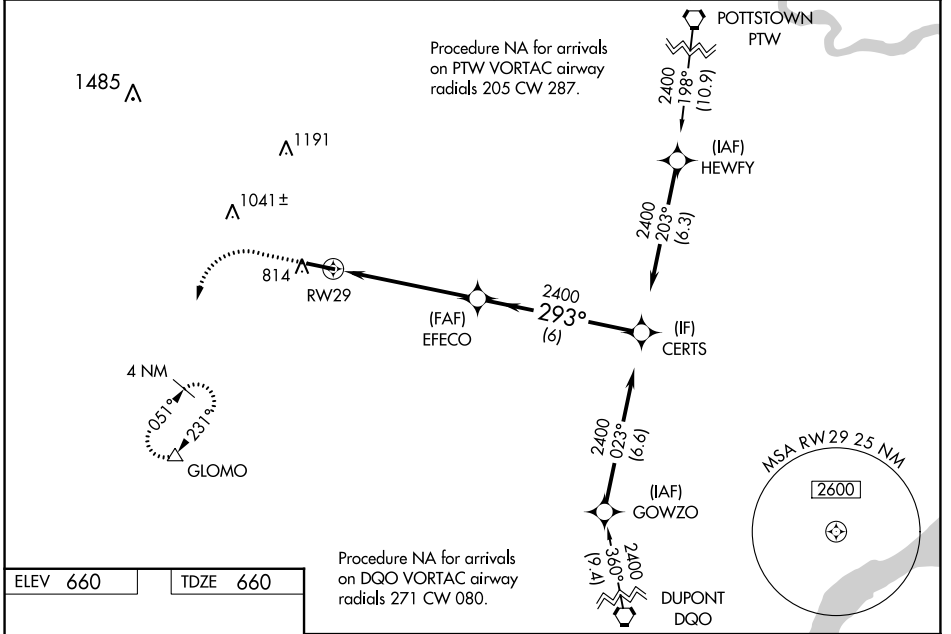 POTTSTOWN
PTW
Procedure NA for arrivals
on PTW VORTAC airway
radials 205 CW 287.
2400
198°
(10.9)
1485
1191
(IAF)
HEWFY
1041±
2400
203°
(6.3)
814
RW29
(FAF)
EFECO
2400
293°
(6)
(IF)
CERTS
4 NM
051°
231°
GLOMO
2400
023°
(6.6)
MSA RW29 25 NM
2600
(IAF)
GOWZO
2400
360°
(9.4)
Procedure NA for arrivals
on DQO VORTAC airway
radials 271 CW 080.
DUPONT
DQO
ELEV 660
TDZE 660